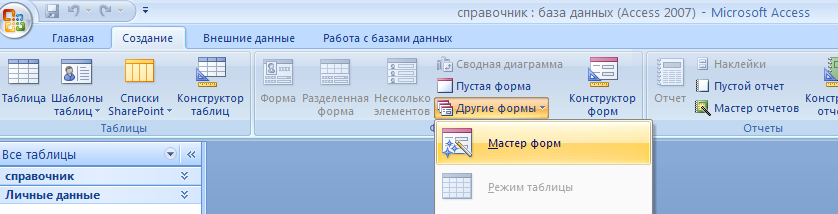 справочник : база данных (Access 2007) - Microsoft Access
Главная Создание Внешние данные Работа с базами данных
Таблица
Шаблоны таблиц
Списки SharePoint
Конструктор таблиц
Таблицы
Форма
Разделенная форма
Несколько элементов
Сводная диаграмма
Пустая форма
Другие формы
Конструктор форм
Ф
Отчет
Наклейки
Пустой отчет
Мастер отчетов
Констру
отче
Отчеты
Мастер форм
Режим таблицы
Все таблицы
справочник
Личные данные